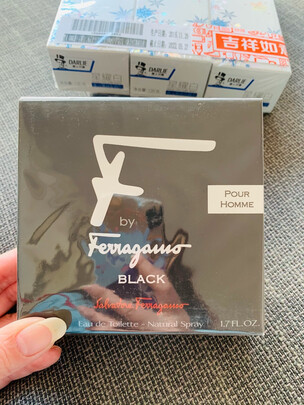 DARLIE
DARLIE
DARLIE
吉祥如意
F
by
Ferragamo
BLACK
POUR
HOMME
Salvatore Ferragamo
Eau de Toilette - Natural Spray
1.7 FL.OZ.